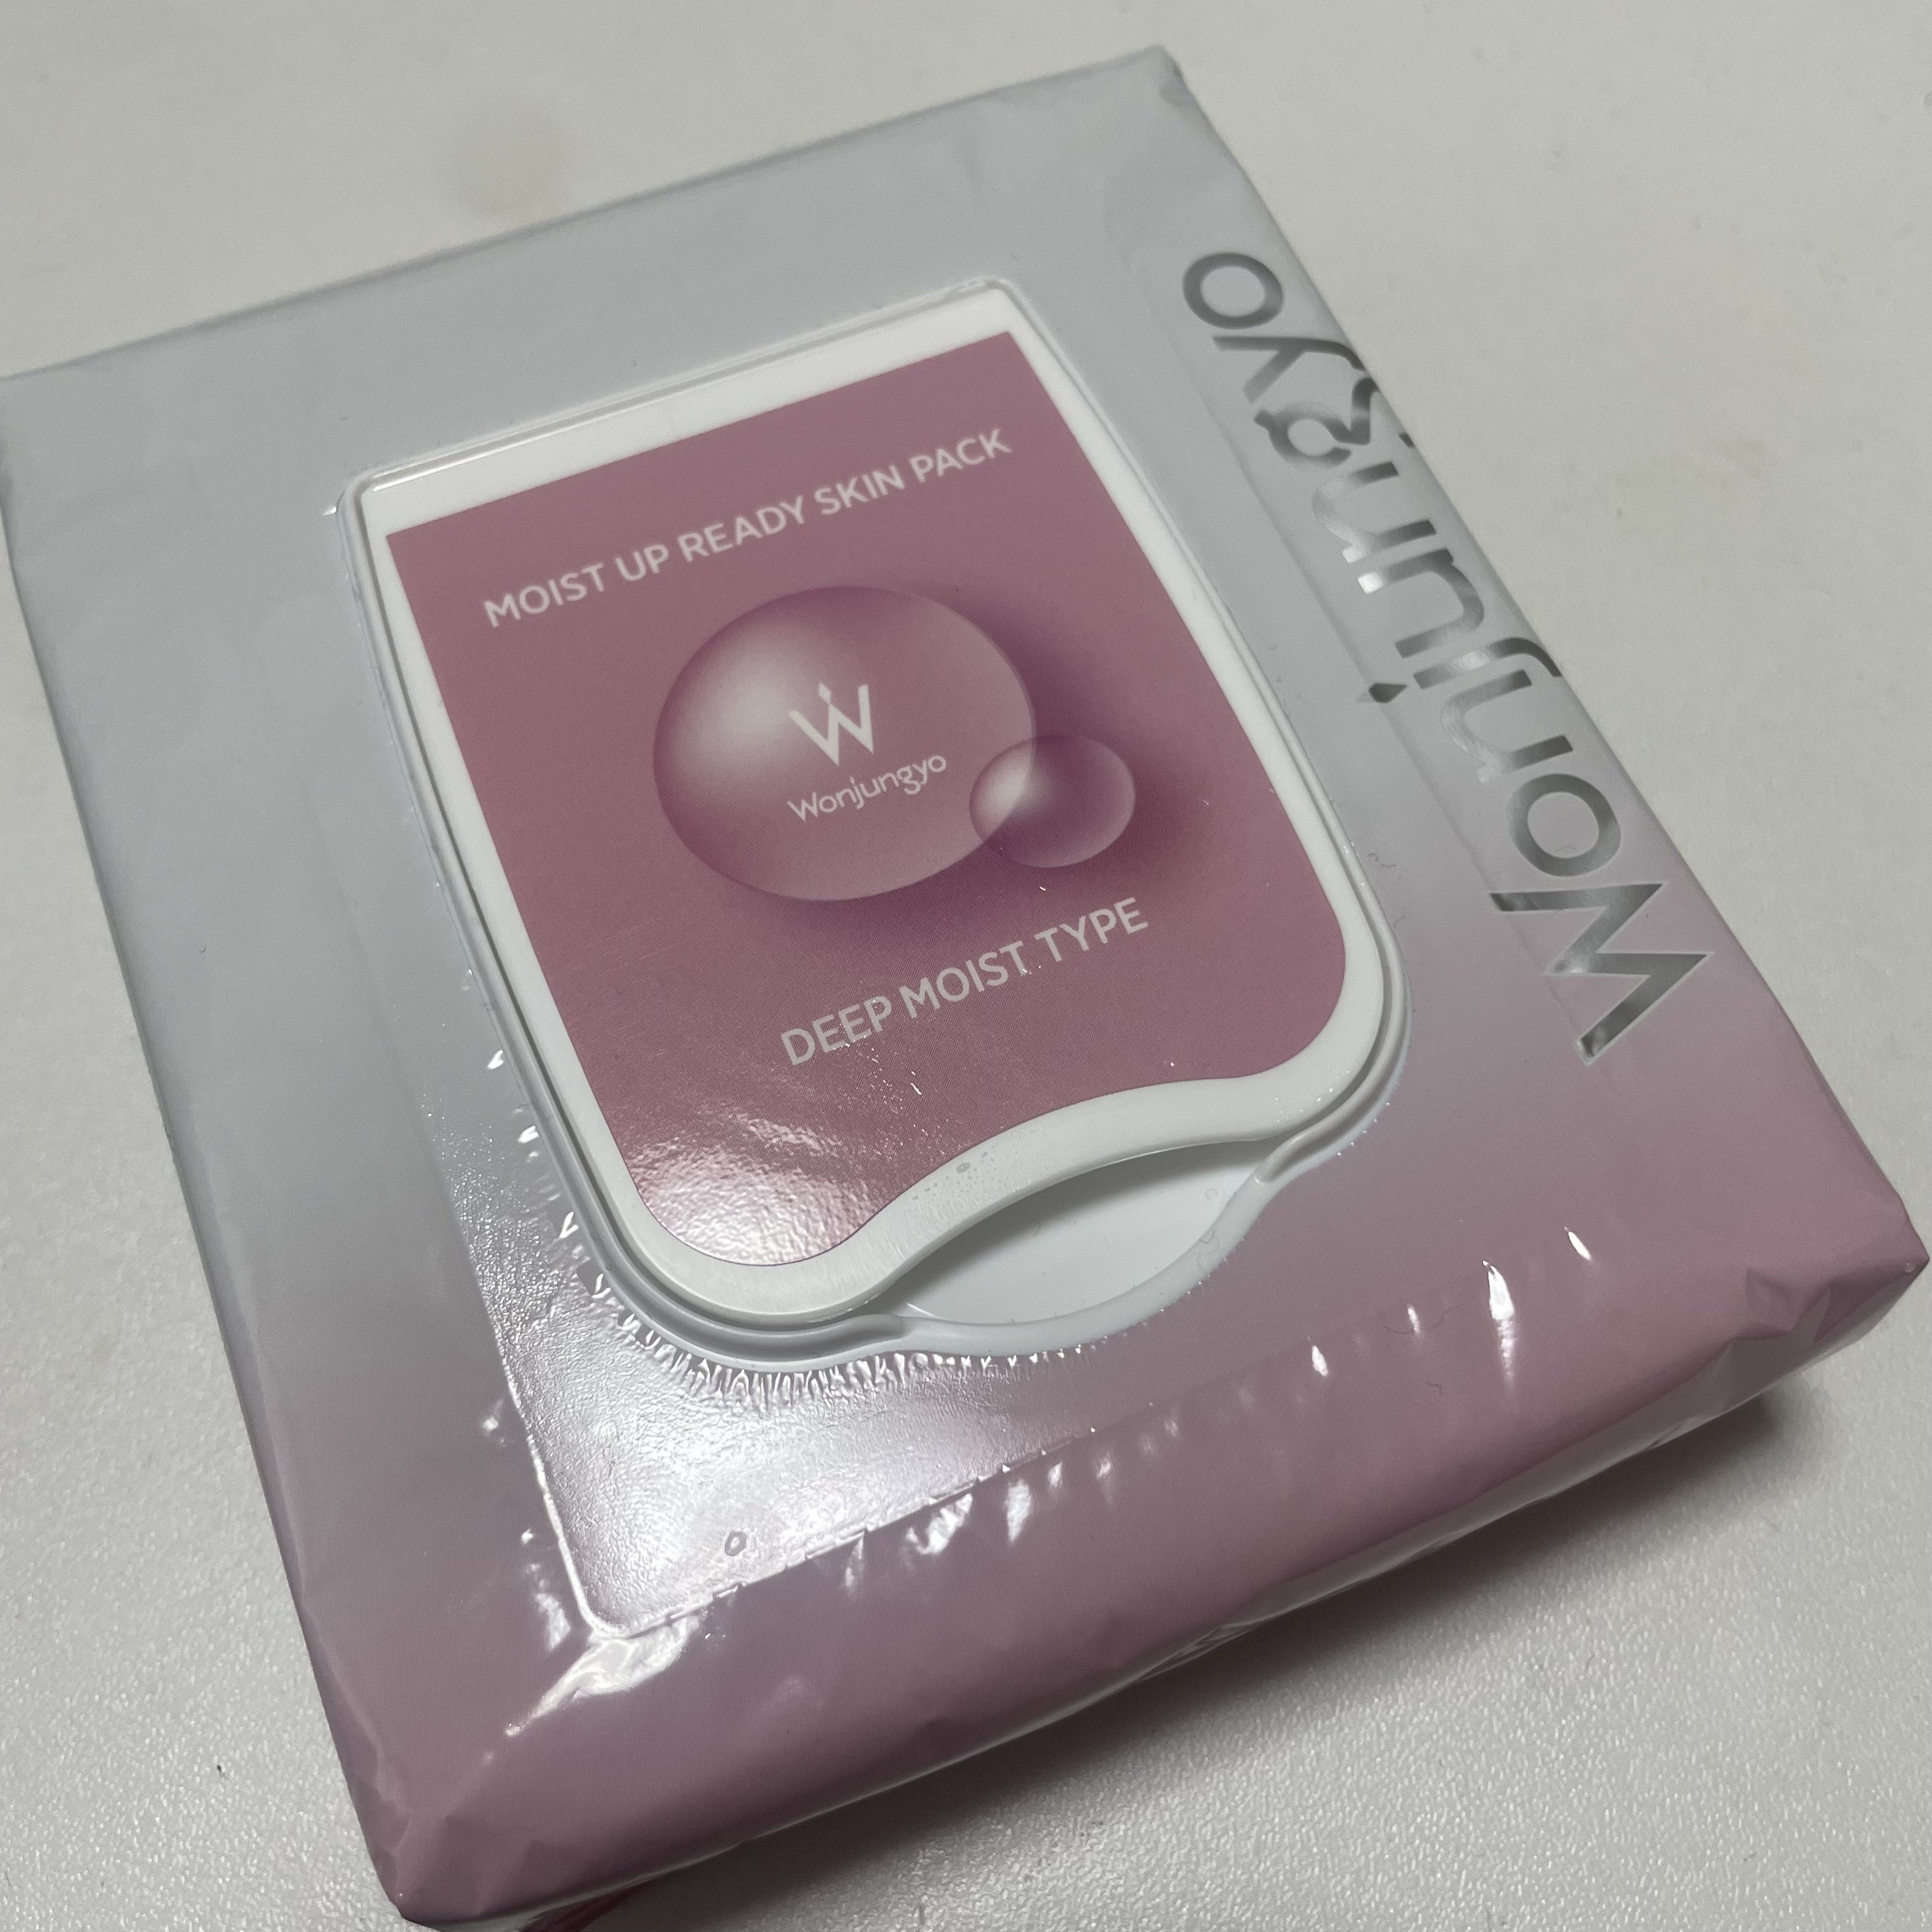 MOIST UP READY SKIN PACK
W
Wonjungyo
DEEP MOIST TYPE
Wonjungyo